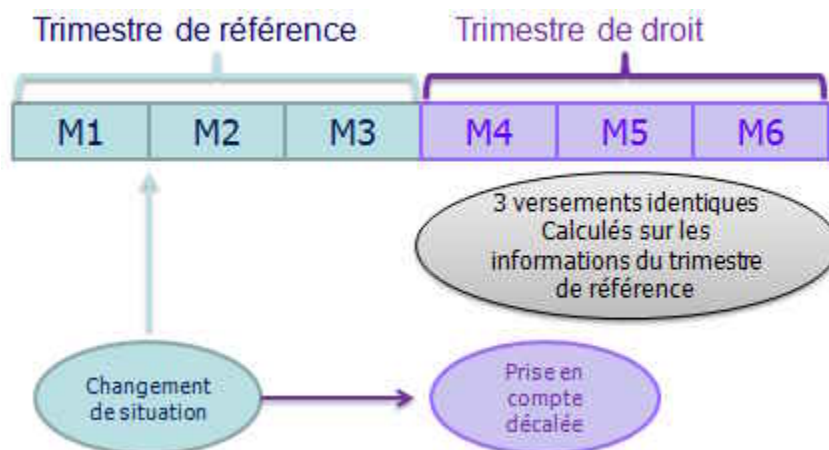 Trimestre de référence
Trimestre de droit
M1 M2 M3 M4 M5 M6
3 versements identiques
Calculés sur les
informations du trimestre
de référence
Changement
de situation
Prise en
compte
décalée